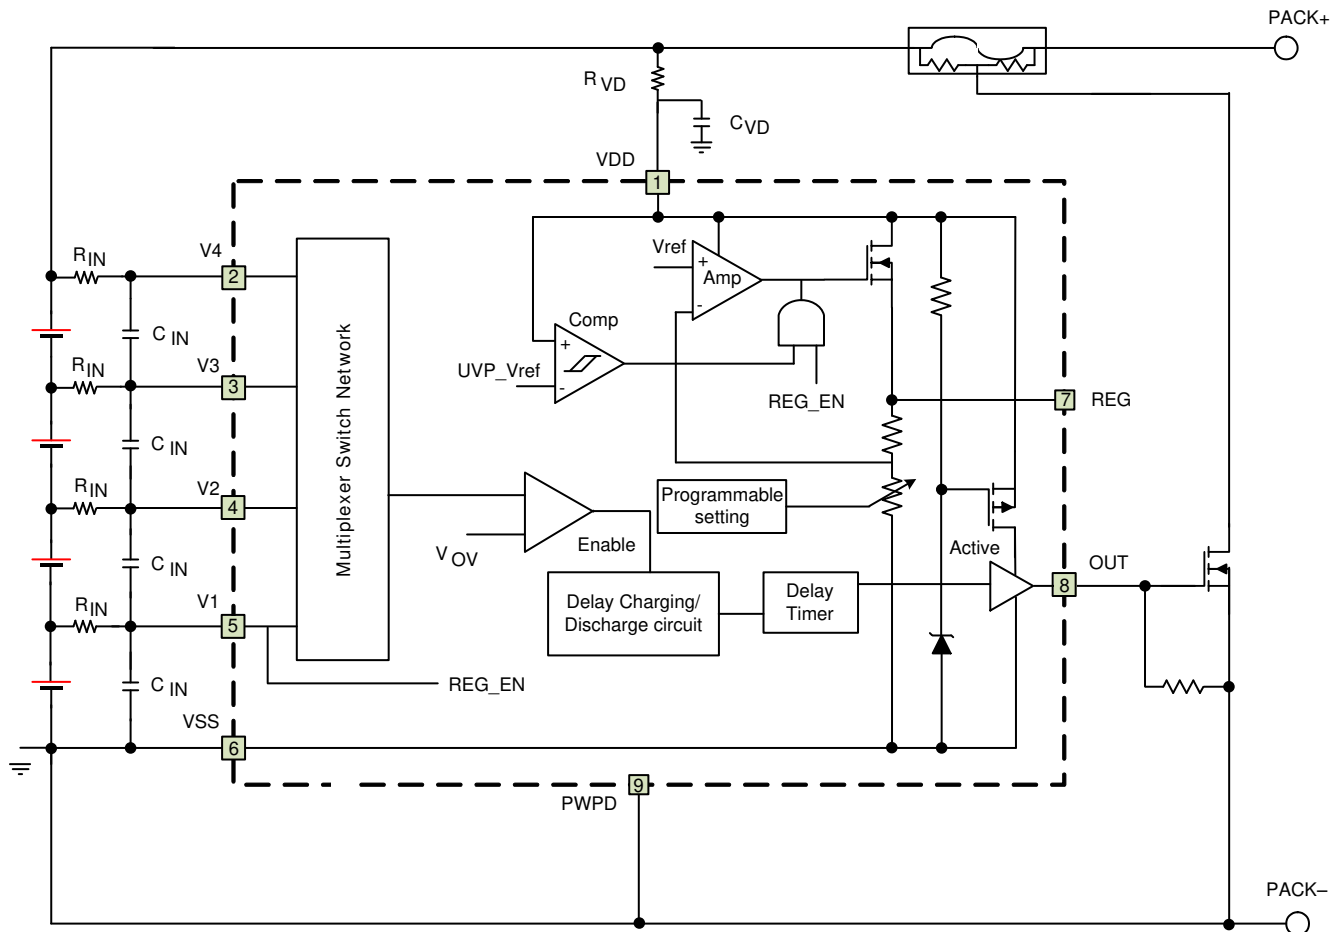 PACK+
R VD
C VD
VDD
1
R IN
V4
2
Vref
+
Amp
-
C IN
Comp
+
UVP_Vref
-
R IN
V3
3
REG_EN
7
REG
Multiplexer Switch Network
C IN
R IN
V2
4
Programmable
setting
V OV
Enable
Active
OUT
8
C IN
R IN
V1
5
Delay Charging/
Discharge circuit
Delay
Timer
REG_EN
C IN
VSS
6
9
PWPD
PACK–